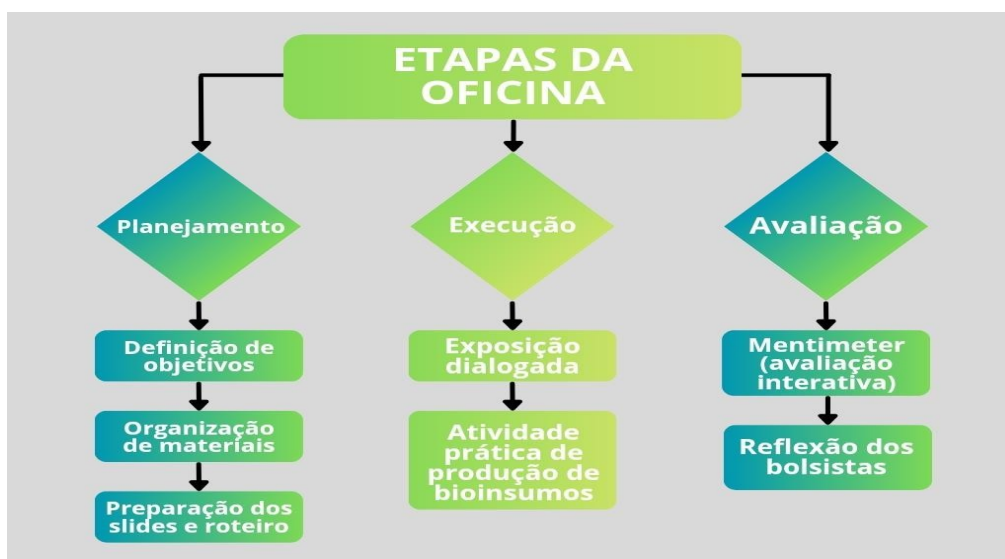 ETAPAS DA
OFICINA
Planejamento
Definição de
objetivos
Organização
de materiais
Preparação dos
slides e roteiro
Execução
Exposição
dialogada
Atividade
prática de
produção de
bioinsumos
Avaliação
Mentimeter
(avaliação
interativa)
Reflexão dos
bolsistas